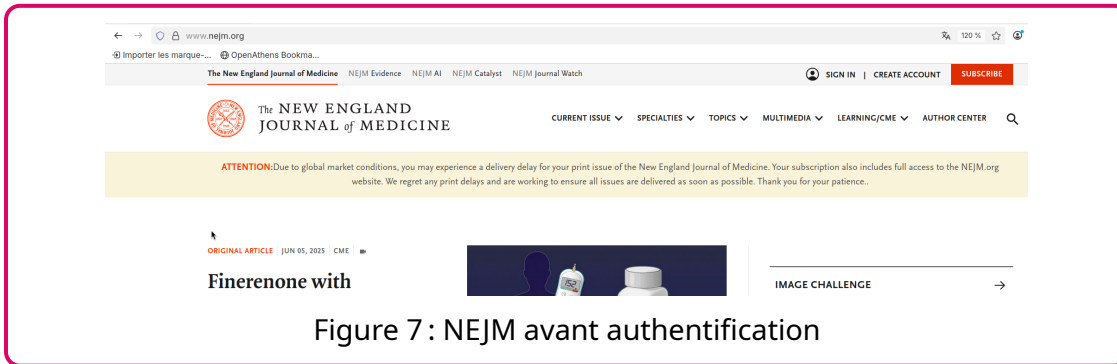 www.nejm.org
120 %
Importer les marque-... OpenAthens Bookma...
The New England Journal of Medicine NEJM Evidence NEJM AI NEJM Catalyst NEJM Journal Watch
SIGN IN | CREATE ACCOUNT SUBSCRIBE
The NEW ENGLAND
JOURNAL of MEDICINE
CURRENT ISSUE SPECIALTIES TOPICS MULTIMEDIA LEARNING/CME AUTHOR CENTER
ATTENTION:Due to global market conditions, you may experience a delivery delay for your print issue of the New England Journal of Medicine. Your subscription also includes full access to the NEJM.org
website. We regret any print delays and are working to ensure all issues are delivered as soon as possible. Thank you for your patience..
ORIGINAL ARTICLE JUN 05, 2025 CME
Finerenone with
152
IMAGE CHALLENGE
Figure 7 : NEJM avant authentification